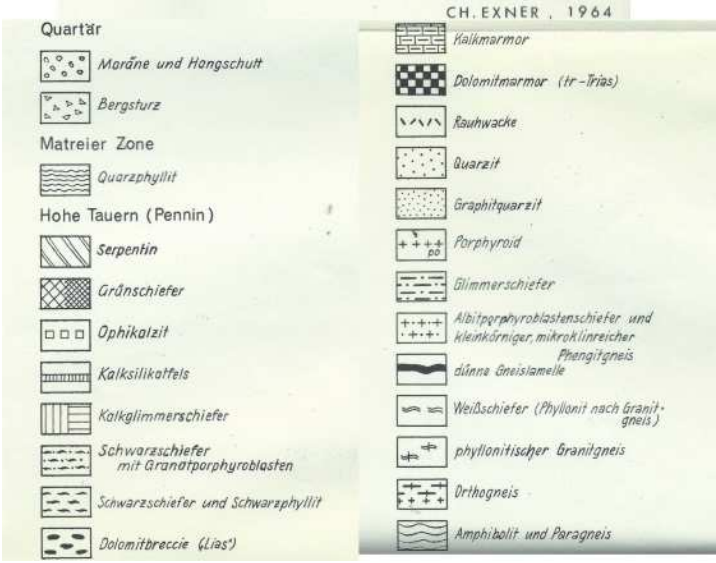 CH. EXNER, 1964
Quartär
Moräne und Hangschutt
Bergsturz
Matreier Zone
Quarzphyllit
Hohe Tauern (Pennin)
Serpentin
Grünschiefer
Ophikalzit
Kalksilikatfels
Kalkglimmerschiefer
Schwarzschiefer
mit Granatporphyroblasten
Schwarzschiefer und Schwarzphyllit
Dolomitbreccie („Lias")
Kalkmarmor
Dolomitmarmor (tr-Trias)
Rauhwacke
Quarzit
Graphitquarzit
po
Porphyroid
Glimmerschiefer
Albitporphyroblastenschiefer und
kleinkörniger, mikroklinreicher
Phengitgneis
dünne Gneislamelle
Weißschiefer (Phyllonit nach Granit-
gneis)
phyllonitischer Granitgneis
Orthogneis
Amphibolit und Paragneis